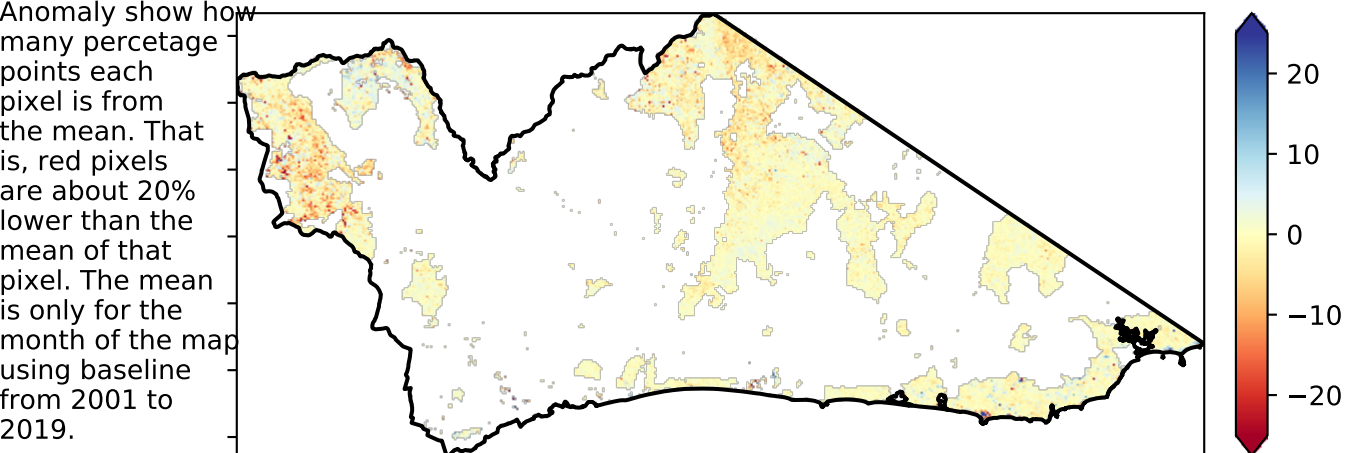 Anomaly show how
many percetage
points each
pixel is from
the mean. That
is, red pixels
are about 20%
lower than the
mean of that
pixel. The mean
is only for the
month of the map
using baseline
from 2001 to
2019.
20
10
0
−10
−20